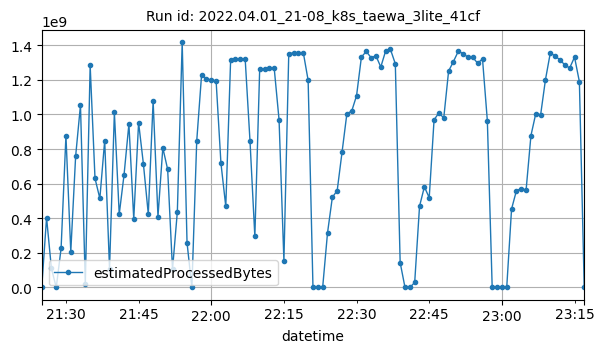 Run id: 2022.04.01_21-08_k8s_taewa_3lite_41cf
1e9
1.4
1.2
1.0
0.8
0.6
0.4
0.2
0.0
estimatedProcessedBytes
21:30 21:45 22:00 22:15 22:30 22:45 23:00 23:15
datetime